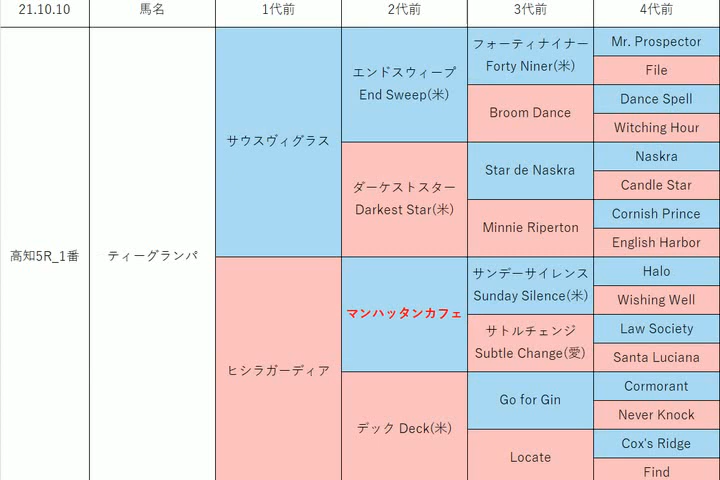 21.10.10 馬名 1代前 2代前 3代前 4代前
高知5R_1番
ティーグランパ
サウスヴィグラス
エンドスウィープ
End Sweep(米)
フォーティナイナー
Forty Niner(米)
Mr. Prospector
File
Broom Dance
Dance Spell
Witching Hour
ダーケストスター
Darkest Star(米)
Star de Naskra
Naskra
Candle Star
Minnie Riperton
Cornish Prince
English Harbor
ヒシラガーディア
マンハッタンカフェ
サンデーサイレンス
Sunday Silence(米)
Halo
Wishing Well
サトルチェンジ
Subtle Change(愛)
Law Society
Santa Luciana
デック Deck(米)
Go for Gin
Cormorant
Never Knock
Locate
Cox's Ridge
Find